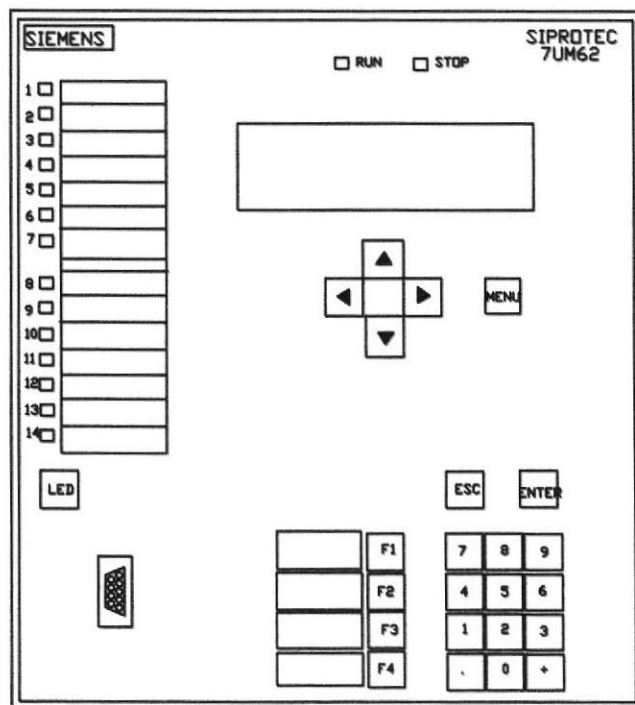 SIEMENS
SIPROTEC
7UM62
RUN STOP
1
2
3
4
5
6
7
8
9
10
11
12
13
14
MENU
LED
ESC ENTER
F1 7 8 9
F2 4 5 6
F3 1 2 3
F4 . 0 +